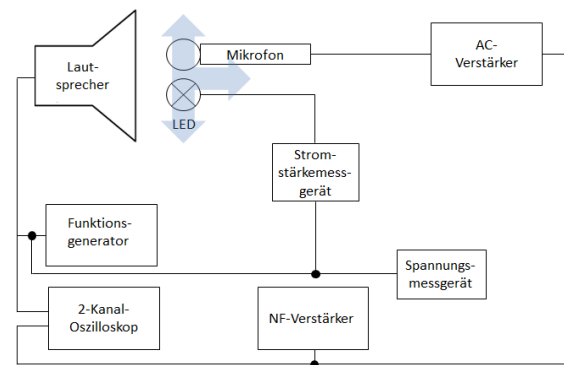 Laut-
sprecher
Mikrofon
AC-
Verstärker
LED
Strom-
stärkemess-
gerät
Funktions-
generator
Spannungs-
messgerät
2-Kanal-
Oszilloskop
NF-Verstärker